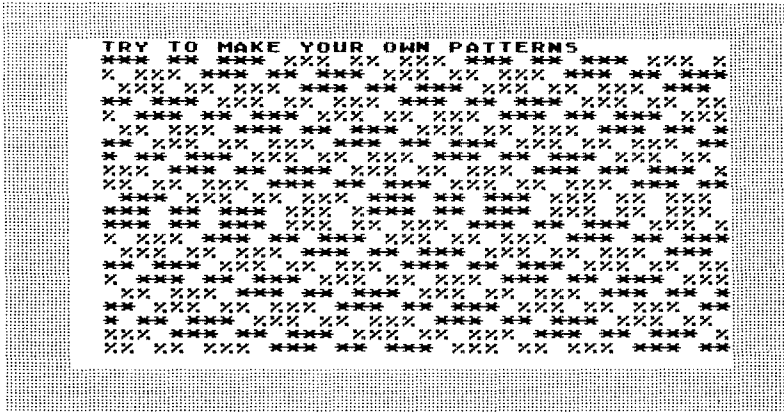 TRY TO MAKE YOUR OWN PATTERNS
*** ** *** %%% %% %%% *** ** *** %%% %
% %%% *** ** *** %%% %% %%% *** ** ***
%%% %% %%% *** ** *** %%% %% %%% ***
** *** %%% %% %%% *** ** *** %%% %% %%
% *** ** *** %%% %% %%% *** ** *** %%%
%% %%% *** ** *** %%% %% %%% *** ** *
** %%% %% %%% *** ** *** %%% %% %%% **
* ** *** %%% %% %%% *** ** *** %%% %%
%%% *** ** *** %%% %% %%% *** ** *** %
%% %% %%% *** ** *** %%% %% %%% *** **
*** %%% %% %%% *** ** *** %%% %% %%%
*** ** *** %%% % *** ** *** %%% %% %%%
*** ** *** %%% %% %%% *** ** *** %%% %
% %%% *** ** *** %%% %% %%% *** ** ***
%%% %% %%% *** ** *** %%% %% %%% ***
** *** %%% %% %%% *** ** *** %%% %% %%
% *** ** *** %%% %% %%% *** ** *** %%%
%% %%% *** ** *** %%% %% %%% *** ** *
** %%% %% %%% *** ** *** %%% %% %%% **
* ** *** %%% %% %%% *** ** *** %%% %%
%%% *** ** *** %%% %% %%% *** ** *** %
%% %% %%% *** ** *** %%% %% %%% *** **